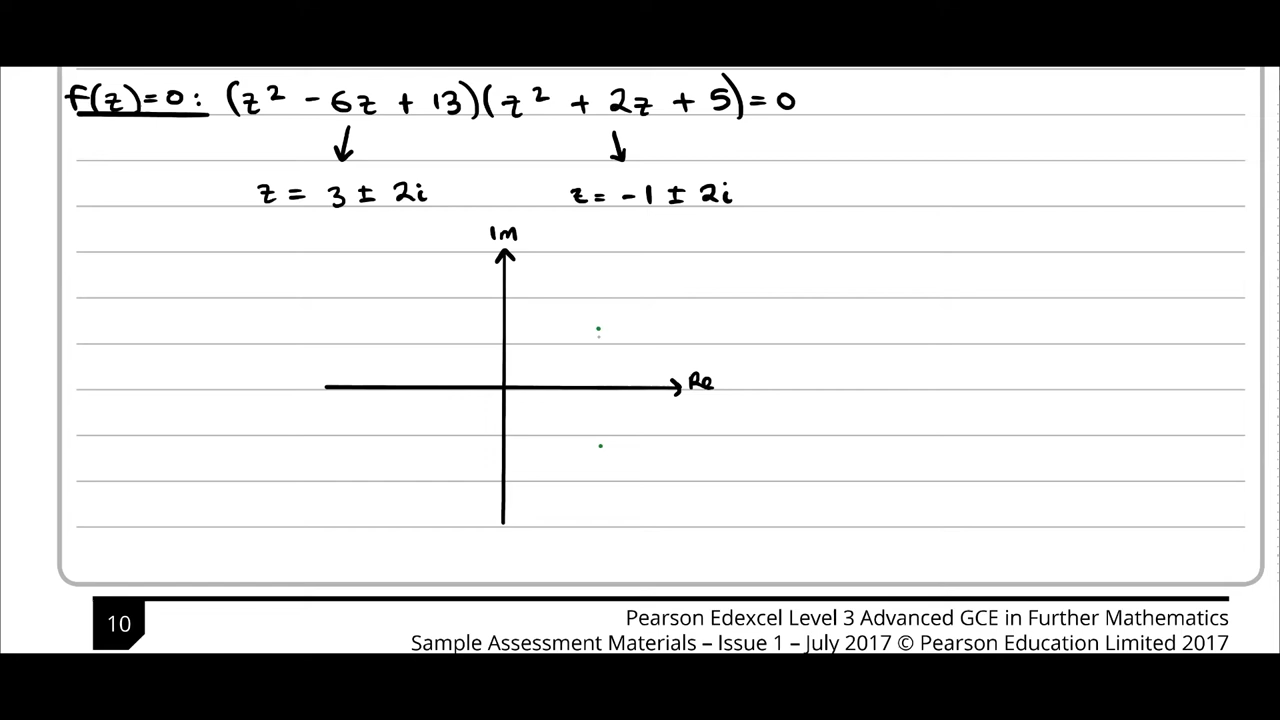 f(z)=0: (z² - 6z + 13)(z² + 2z + 5) = 0
z = 3 ± 2i z = -1 ± 2i
Im
Re
10
Pearson Edexcel Level 3 Advanced GCE in Further Mathematics
Sample Assessment Materials – Issue 1 – July 2017 © Pearson Education Limited 2017